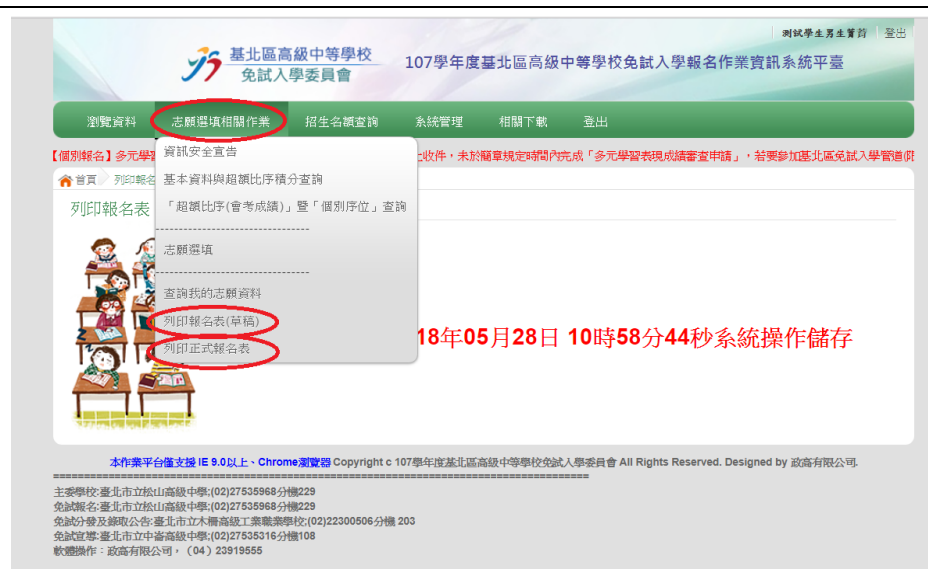 測試學生男生 登出
基北區高級中等學校
免試入學委員會
107學年度基北區高級中等學校免試入學報名作業資訊系統平臺
瀏覽資料 志願選填相關作業 招生名額查詢 系統管理 相關下載 登出
【個別報名】多元學 收件，未於簡章規定時間內完成「多元學習表現成績審查申請」，若要參加基北區免試入學管道
首頁 列印報名
資訊安全宣告
基本資料與超額比序積分查詢
「超額比序(會考成績)」暨「個別序位」查詢
志願選填
查詢我的志願資料
列印報名表(草稿)
列印正式報名表
列印報名表
18年05月28日 10時58分44秒系統操作儲存
本作業平台僅支援 IE 9.0以上、Chrome瀏覽器 Copyright c 107學年度基北區高級中等學校免試入學委員會 All Rights Reserved. Designed by 政高有限公司.
主委學校:臺北市立松山高級中學;(02)27535968分機229
免試報名:臺北市立松山高級中學;(02)27535968分機229
免試分發及錄取公告:臺北市立木柵高級工業職業學校;(02)22300506分機 203
免試宣導:臺北市立中崙高級中學;(02)27535316分機108
軟體操作：政高有限公司，（04）23919555